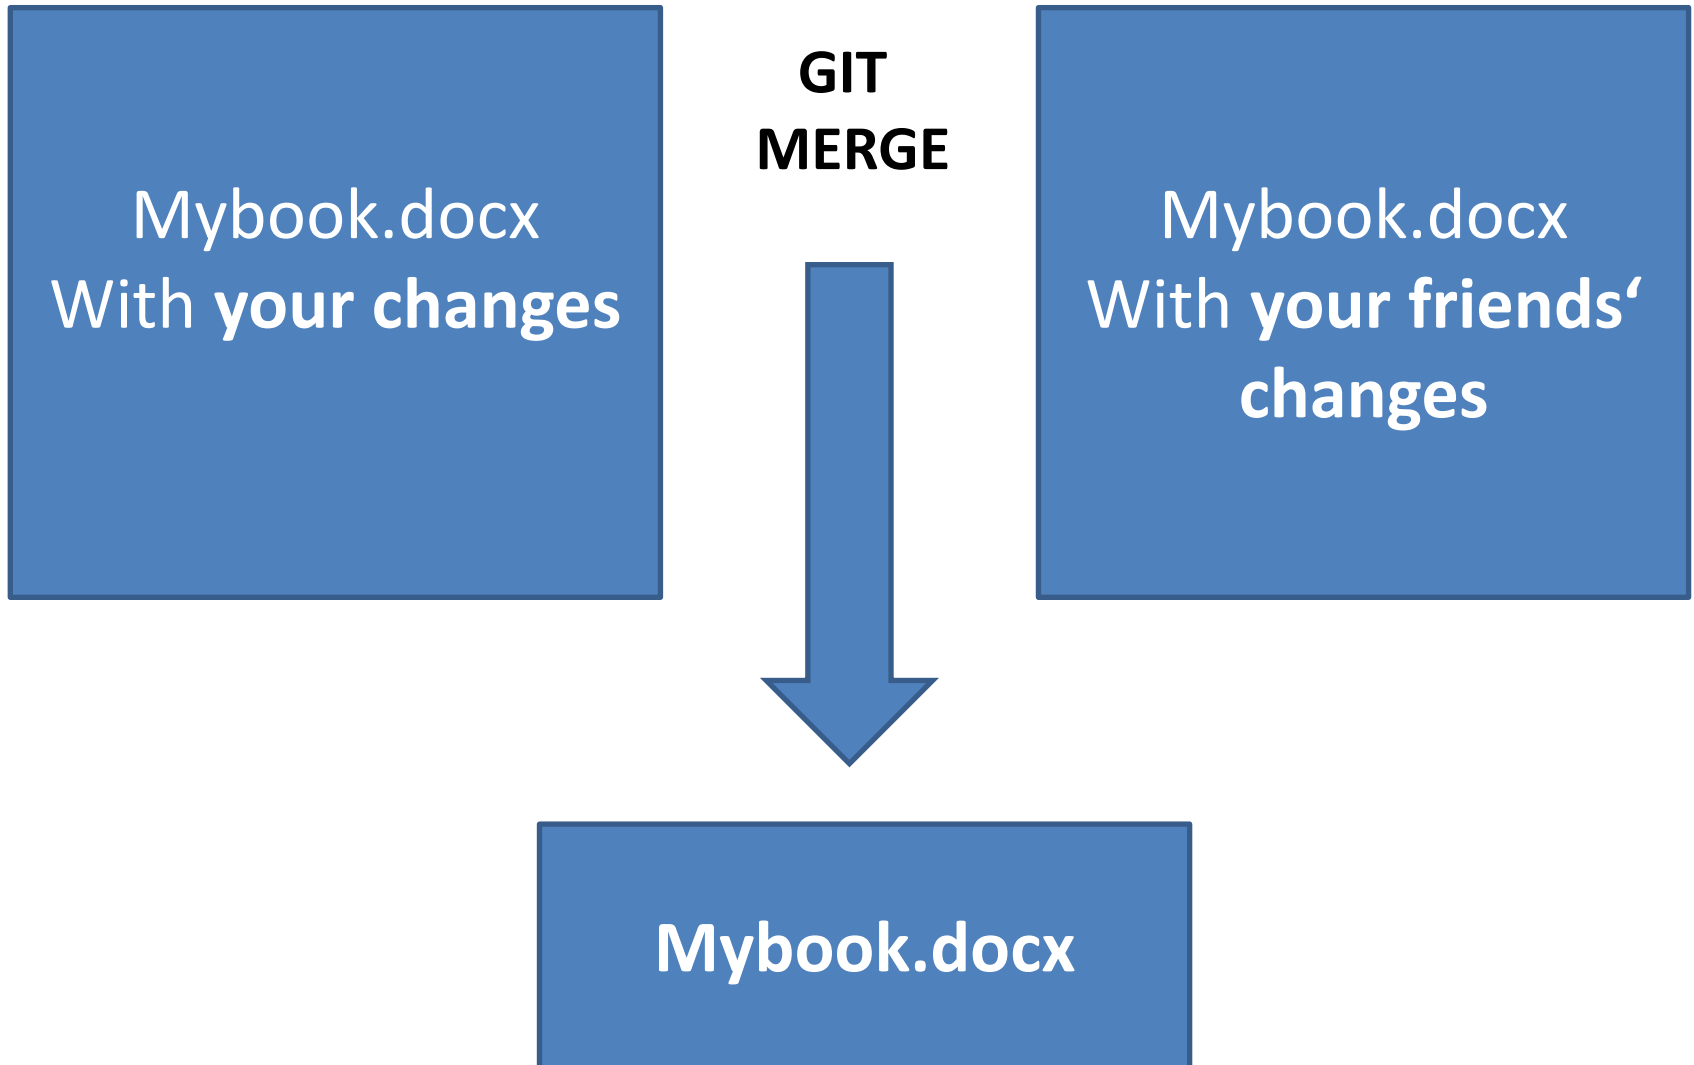 Mybook.docx
With your changes
GIT
MERGE
Mybook.docx
With your friends‘
changes
Mybook.docx